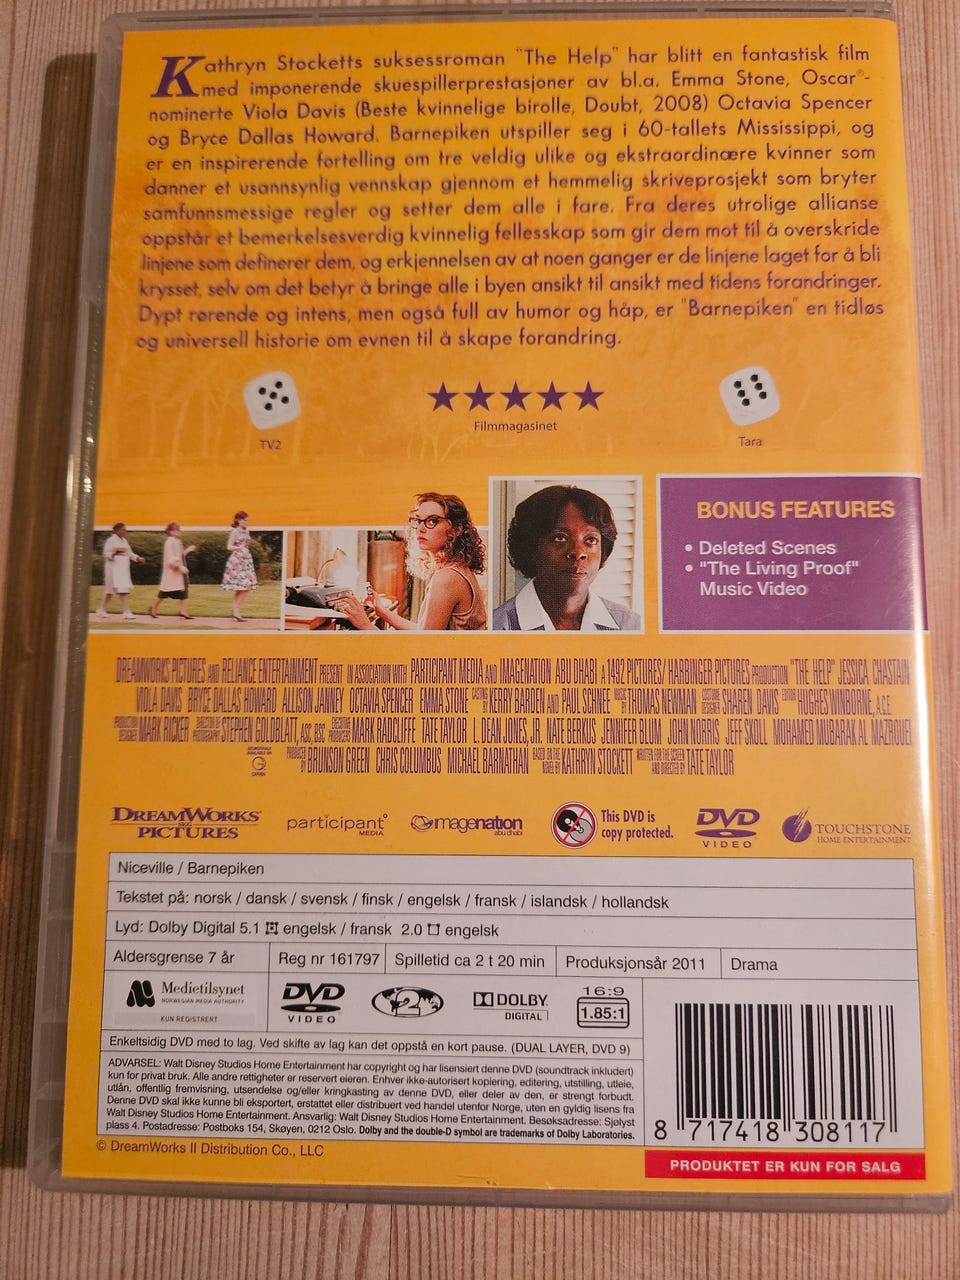 Kathryn Stocketts suksessroman "The Help" har blitt en fantastisk film
med imponerende skuespillerprestasjoner av bl.a. Emma Stone, Oscar®-
nominerte Viola Davis (Beste kvinnelige birolle, Doubt, 2008) Octavia Spencer
og Bryce Dallas Howard. Barnepiken utspiller seg i 60-tallets Mississippi, og
er en inspirerende fortelling om tre veldig ulike og ekstraordinære kvinner som
danner et usannsynlig vennskap gjennom et hemmelig skriveprosjekt som bryter
samfunnsmessige regler og setter dem alle i fare. Fra deres utrolige allianse
oppstår et bemerkelsesverdig kvinnelig fellesskap som gir dem mot til å overskride
linjene som definerer dem, og erkjennelsen av at noen ganger er de linjene laget for å bli
krysset, selv om det betyr å bringe alle i byen ansikt til ansikt med tidens forandringer.
Dypt rørende og intens, men også full av humor og håp, er "Barnepiken" en tidløs
og universell historie om evnen til å skape forandring.
TV2
Filmmagasinet
Tara
BONUS FEATURES
• Deleted Scenes
• "The Living Proof"
Music Video
DREAMWORKS PICTURES AND RELIANCE ENTERTAINMENT PRESENT IN ASSOCIATION WITH PARTICIPANT MEDIA AND IMAGENATION ABU DHABI A 1492 PICTURES/ HARBINGER PICTURES PRODUCTION "THE HELP" JESSICA CHASTAIN
VIOLA DAVIS BRYCE DALLAS HOWARD ALLISON JANNEY OCTAVIA SPENCER EMMA STONE CASTING BY KERRY BARDEN AND PAUL SCHNEE MUSIC BY THOMAS NEWMAN COSTUME DESIGNER SHAREN DAVIS EDITOR HUGHES WINBORNE, A.C.E.
PRODUCTION DESIGNER MARK RICKER DIRECTOR OF PHOTOGRAPHY STEPHEN GOLDBLATT, ASC, BSC EXECUTIVE PRODUCERS MARK RADCLIFFE TATE TAYLOR L. DEAN JONES, JR. NATE BERKUS JENNIFER BLUM JOHN NORRIS JEFF SKOLL MOHAMED MUBARAK AL MAZROUEI
PRODUCED BY BRUNSON GREEN CHRIS COLUMBUS MICHAEL BARNATHAN BASED ON THE NOVEL BY KATHRYN STOCKETT WRITTEN FOR THE SCREEN AND DIRECTED BY TATE TAYLOR
DREAMWORKS PICTURES
participant MEDIA
imagenation abu dhabi
This DVD is copy protected.
DVD VIDEO
TOUCHSTONE HOME ENTERTAINMENT
Niceville / Barnepiken
Tekstet på: norsk / dansk / svensk / finsk / engelsk / fransk / islandsk / hollandsk
Lyd: Dolby Digital 5.1 engelsk / fransk 2.0 engelsk
Aldersgrense 7 år
Reg nr 161797
Spilletid ca 2 t 20 min
Produksjonsår 2011
Drama
Medietilsynet
NORWEGIAN MEDIA AUTHORITY
KUN REGISTRERT
DVD VIDEO
2
DOLBY DIGITAL
16:9
1.85:1
Enkeltsidig DVD med to lag. Ved skifte av lag kan det oppstå en kort pause. (DUAL LAYER, DVD 9)
ADVARSEL: Walt Disney Studios Home Entertainment har copyright og har lisensiert denne DVD (soundtrack inkludert)
kun for privat bruk. Alle andre rettigheter er reservert eieren. Enhver ikke-autorisert kopiering, editering, utstilling, utleie,
utlån, offentlig fremvisning, utsendelse og/eller kringkasting av denne DVD, eller deler av den, er strengt forbudt.
Denne DVD skal ikke kunne bli eksportert, erstattet eller distribuert ved handel utenfor Norge, uten en gyldig lisens fra
Walt Disney Studios Home Entertainment. Ansvarlig: Walt Disney Studios Home Entertainment. Besøksadresse: Sjølyst
plass 4. Postadresse: Postboks 154, Skøyen, 0212 Oslo. Dolby and the double-D symbol are trademarks of Dolby Laboratories.
8 717418 308117
© DreamWorks II Distribution Co., LLC
PRODUKTET ER KUN FOR SALG